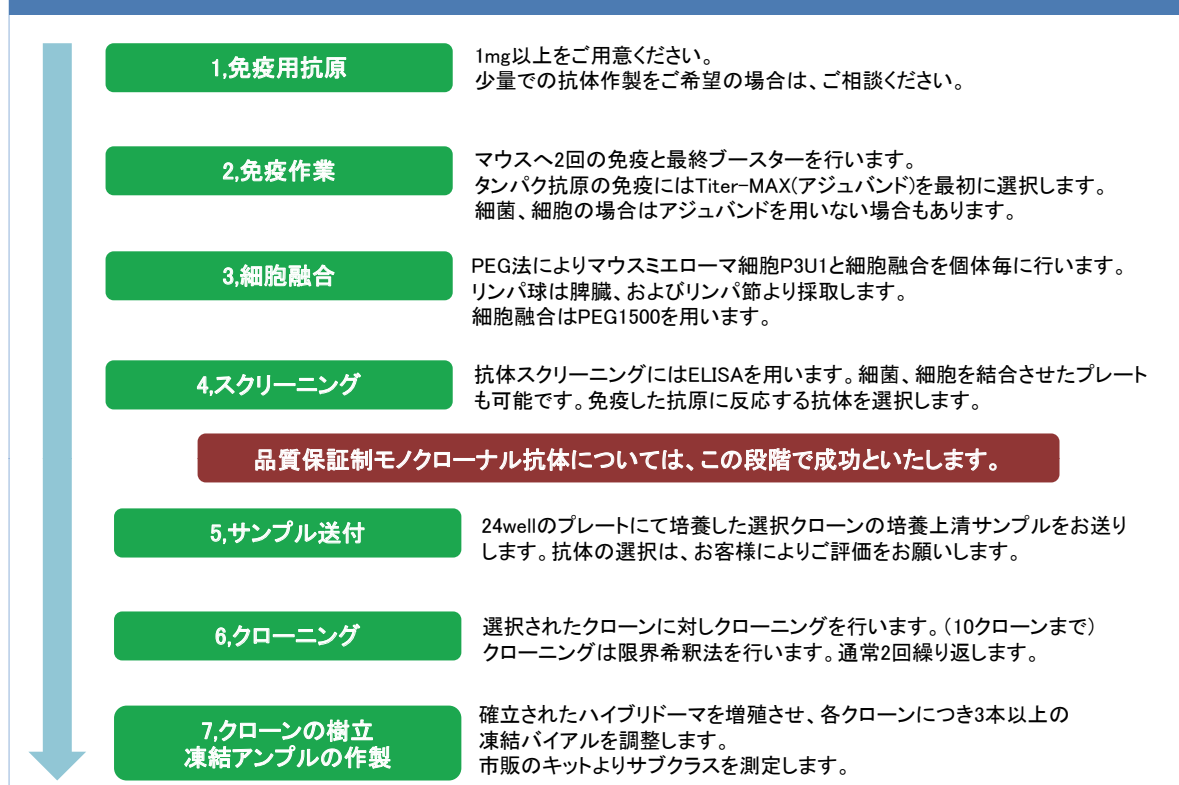 1,免疫用抗原
1mg以上をご用意ください。
少量での抗体作製をご希望の場合は、ご相談ください。
2,免疫作業
マウスへ2回の免疫と最終ブースターを行います。
タンパク抗原の免疫にはTiter-MAX(アジュバンド)を最初に選択します。
細菌、細胞の場合はアジュバンドを用いない場合もあります。
3,細胞融合
PEG法によりマウスミエローマ細胞P3U1と細胞融合を個体毎に行います。
リンパ球は脾臓、およびリンパ節より採取します。
細胞融合はPEG1500を用います。
4,スクリーニング
抗体スクリーニングにはELISAを用います。細菌、細胞を結合させたプレート
も可能です。免疫した抗原に反応する抗体を選択します。
品質保証制モノクローナル抗体については、この段階で成功といたします。
5,サンプル送付
24wellのプレートにて培養した選択クローンの培養上清サンプルをお送り
します。抗体の選択は、お客様によりご評価をお願いします。
6,クローニング
選択されたクローンに対しクローニングを行います。(10クローンまで)
クローニングは限界希釈法を行います。通常2回繰り返します。
7,クローンの樹立
凍結アンプルの作製
確立されたハイブリドーマを増殖させ、各クローンにつき3本以上の
凍結バイアルを調整します。
市販のキットよりサブクラスを測定します。